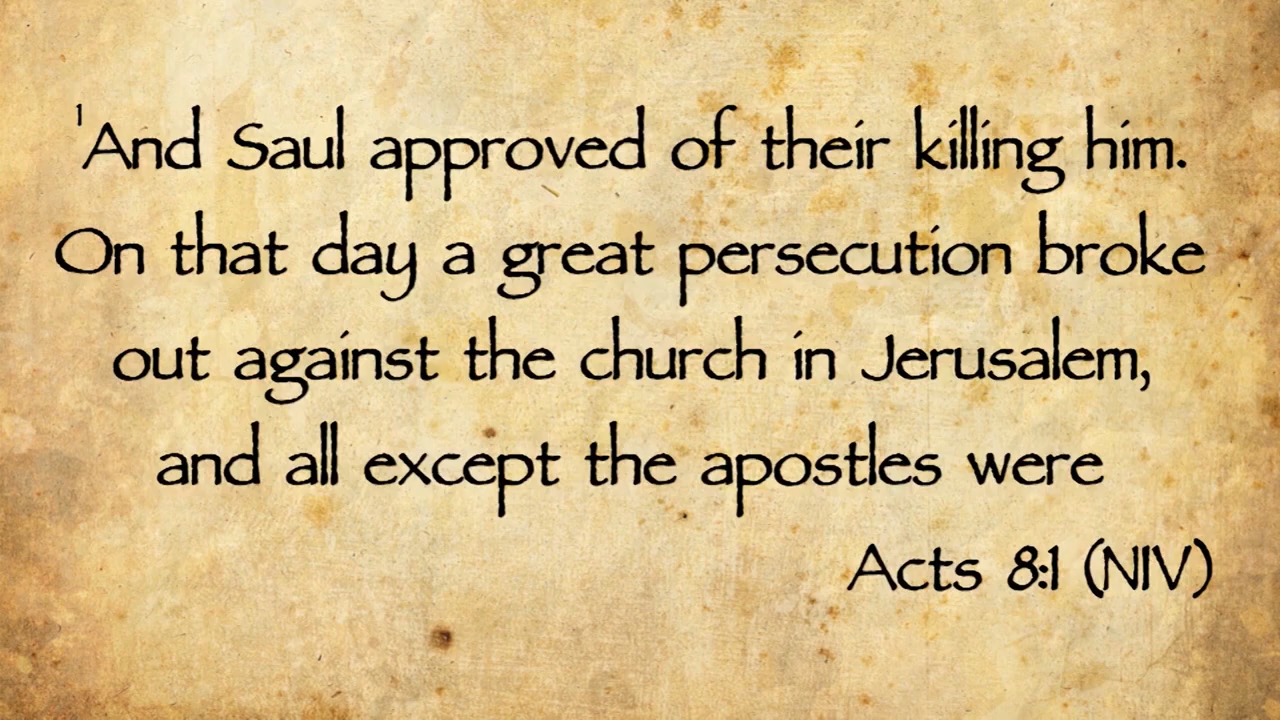 ¹And Saul approved of their killing him.
On that day a great persecution broke
out against the church in Jerusalem,
and all except the apostles were
Acts 8:1 (NIV)